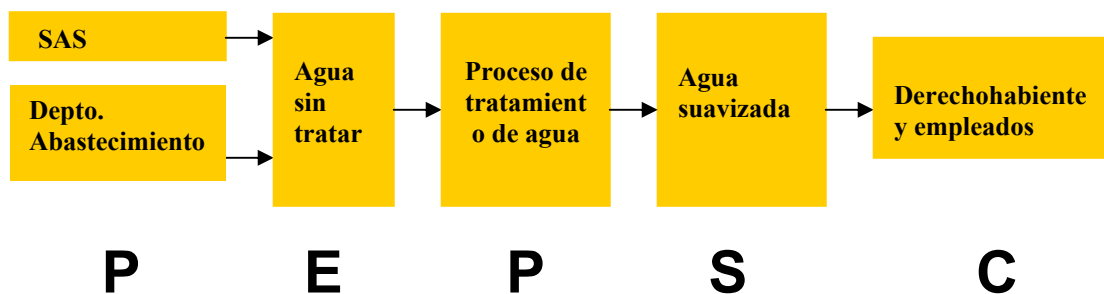 SAS
Depto.
Abastecimiento
Agua
sin
tratar
Proceso de
tratamient
o de agua
Agua
suavizada
Derechohabiente
y empleados
P
E
P
S
C